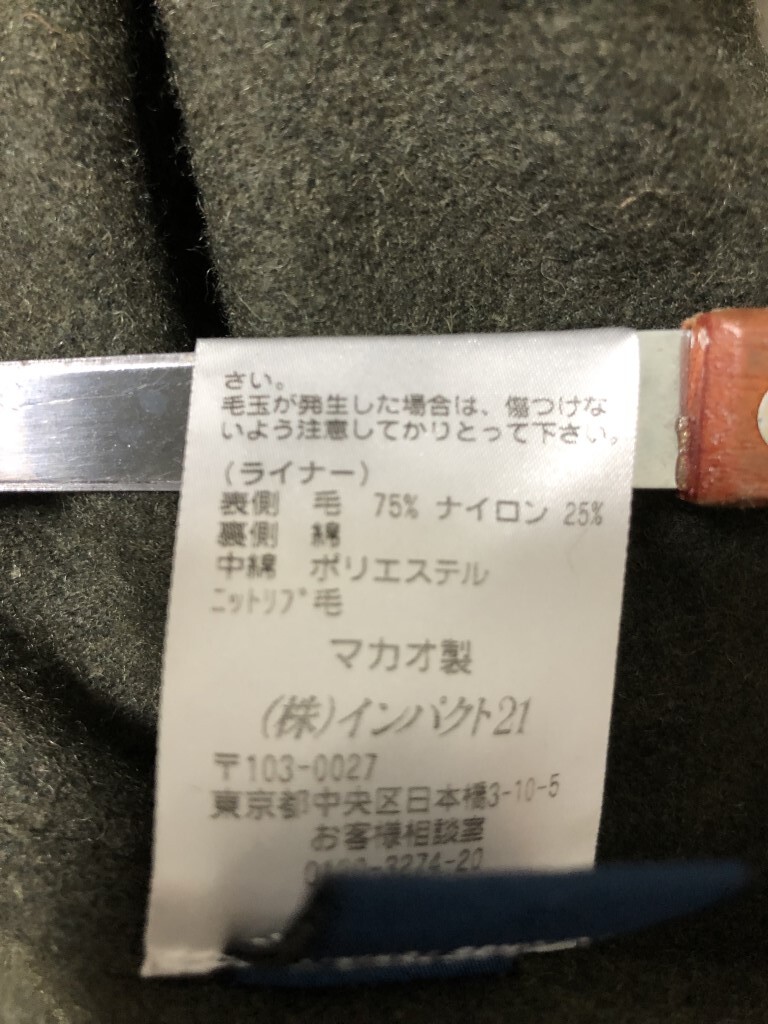 さい。
毛玉が発生した場合は、傷つけな
いよう注意してかりとって下さい。
(ライナー)
表側 毛 75% ナイロン 25%
裏側 綿
中綿 ポリエステル
ﾆｯﾄﾘﾌﾞ毛
マカオ製
(株)インパクト21
〒103-0027
東京都中央区日本橋3-10-5
お客様相談室